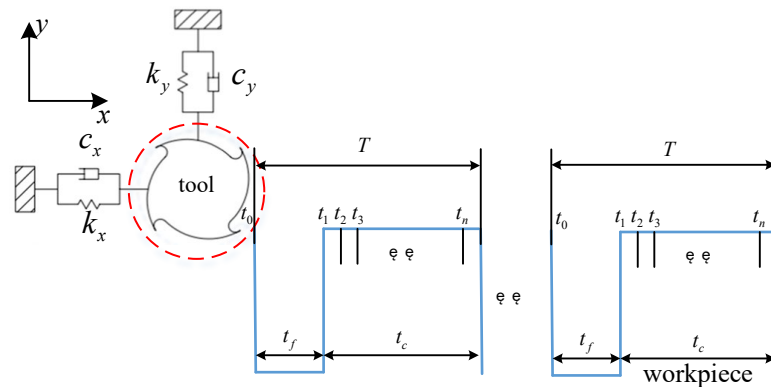 y
x
k_y
c_y
c_x
k_x
tool
T
T
t_0 t_1 t_2 t_3 t_n
t_0 t_1 t_2 t_3 t_n
ę ę
ę ę
ę ę
t_f t_c
t_f t_c
workpiece